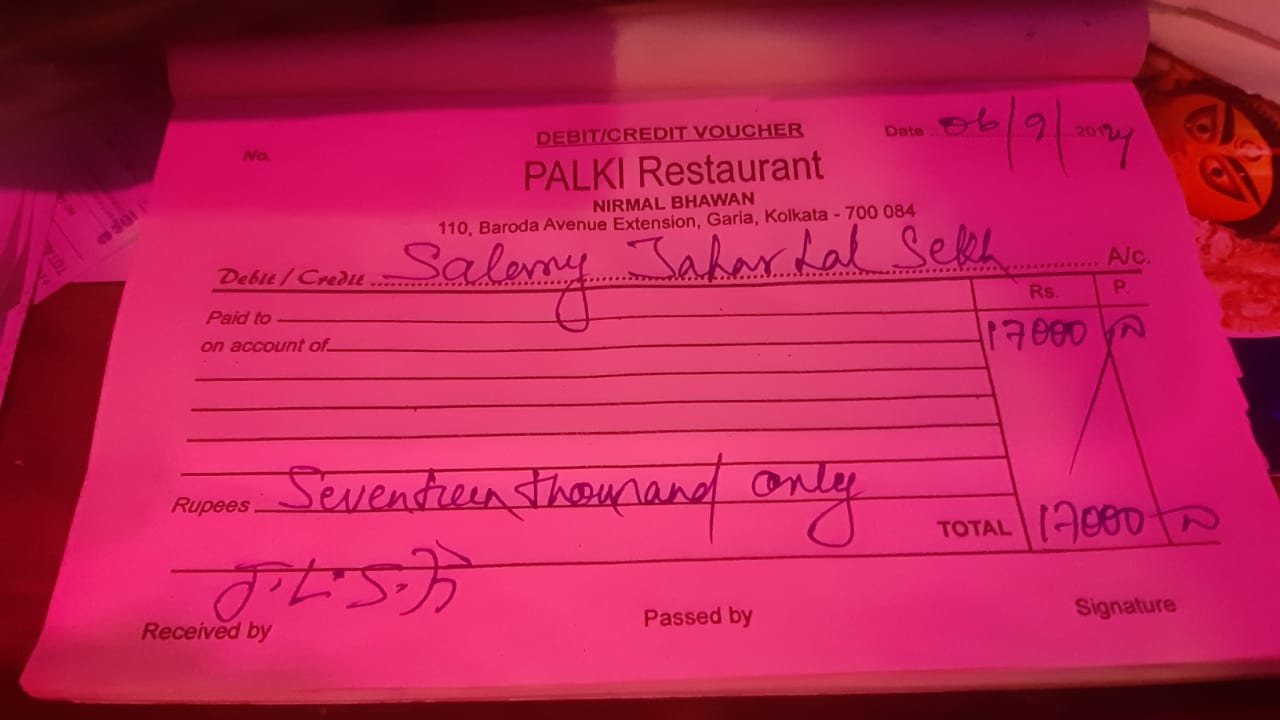 DEBIT/CREDIT VOUCHER
Date 06/9/2024
No.
PALKI Restaurant
NIRMAL BHAWAN
110, Baroda Avenue Extension, Garia, Kolkata - 700 084
Debit / Credit Salemy Jahar Lal Sekh A/c.
Rs. P.
Paid to
17000
on account of
Rupees Seventeen thousand only
TOTAL 17000
Received by
Passed by
Signature